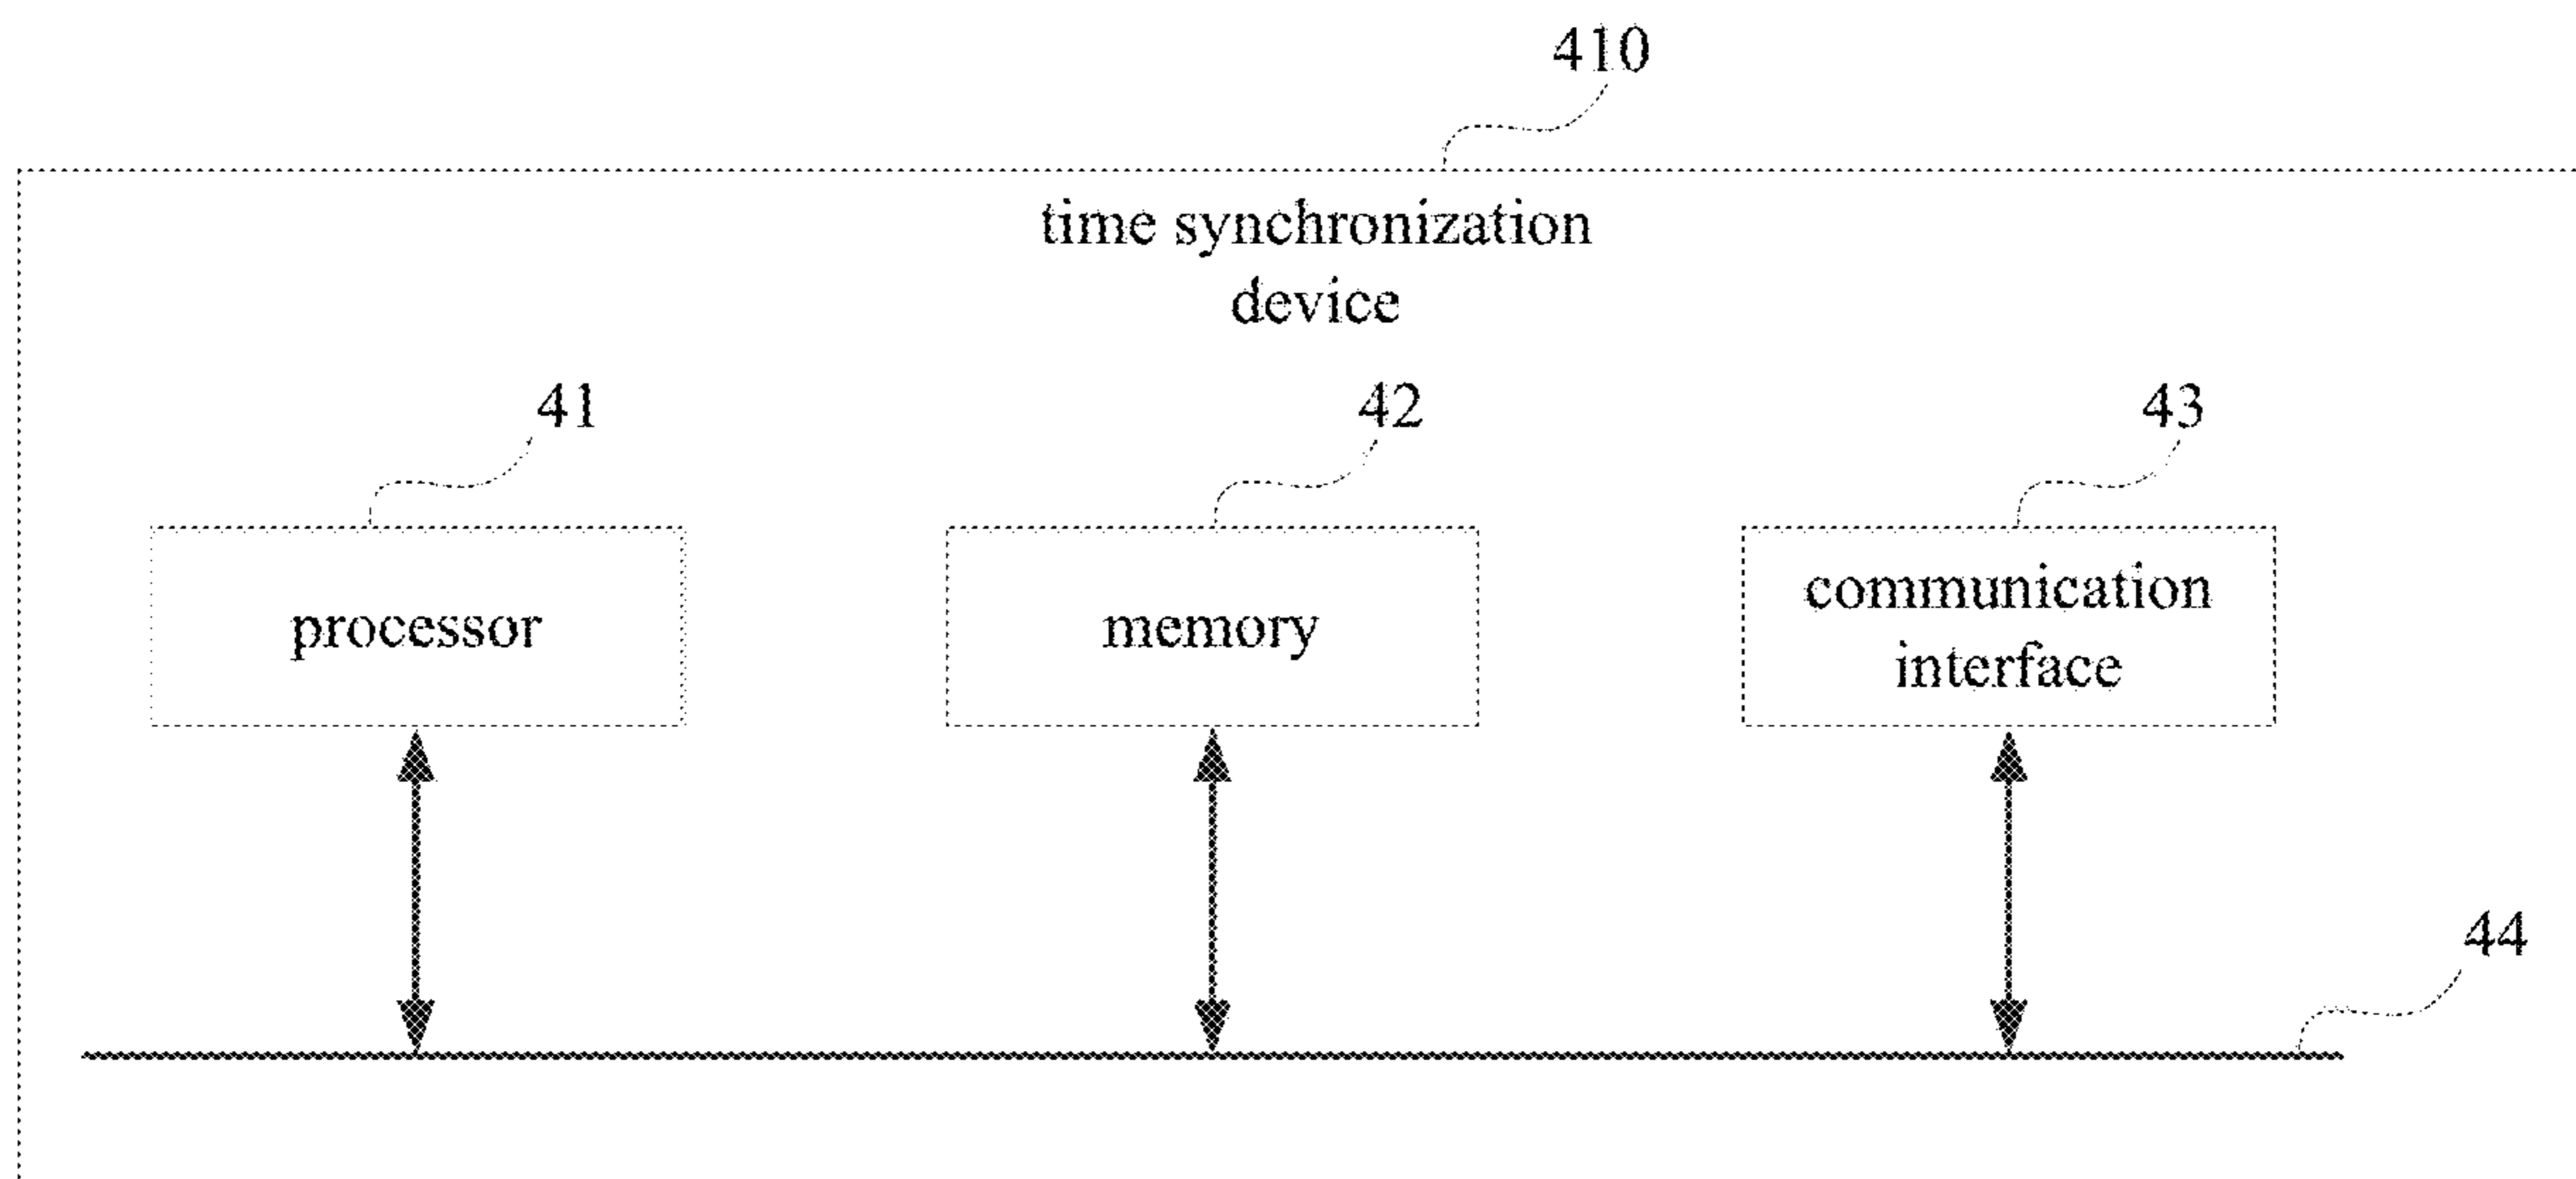 410
time synchronization
device
41
42
43
processor
memory
communication
interface
44